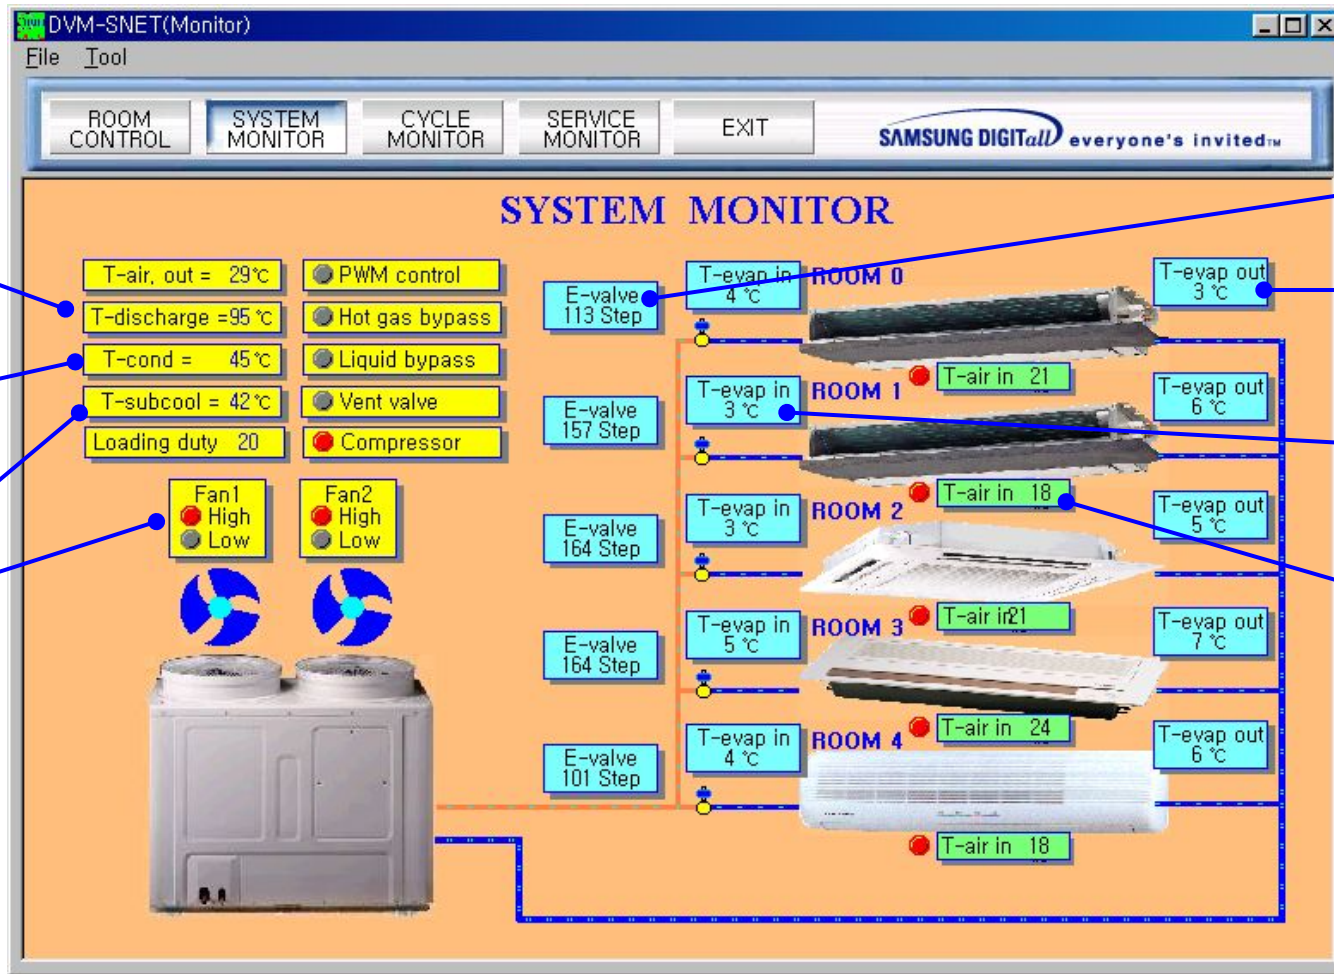 DVM-SNET(Monitor)
File Tool
ROOM CONTROL
SYSTEM MONITOR
CYCLE MONITOR
SERVICE MONITOR
EXIT
SAMSUNG DIGITall everyone's invited™
SYSTEM MONITOR
T-air, out = 29℃
T-discharge =95℃
T-cond = 45℃
T-subcool = 42℃
Loading duty 20
PWM control
Hot gas bypass
Liquid bypass
Vent valve
Compressor
Fan1
High
Low
Fan2
High
Low
E-valve
113 Step
T-evap in
4 ℃
ROOM 0
T-evap out
3 ℃
T-air in 21
E-valve
157 Step
T-evap in
3 ℃
ROOM 1
T-evap out
6 ℃
T-air in 18
E-valve
164 Step
T-evap in
3 ℃
ROOM 2
T-evap out
5 ℃
T-air in21
E-valve
164 Step
T-evap in
5 ℃
ROOM 3
T-evap out
7 ℃
T-air in 24
E-valve
101 Step
T-evap in
4 ℃
ROOM 4
T-evap out
6 ℃
T-air in 18